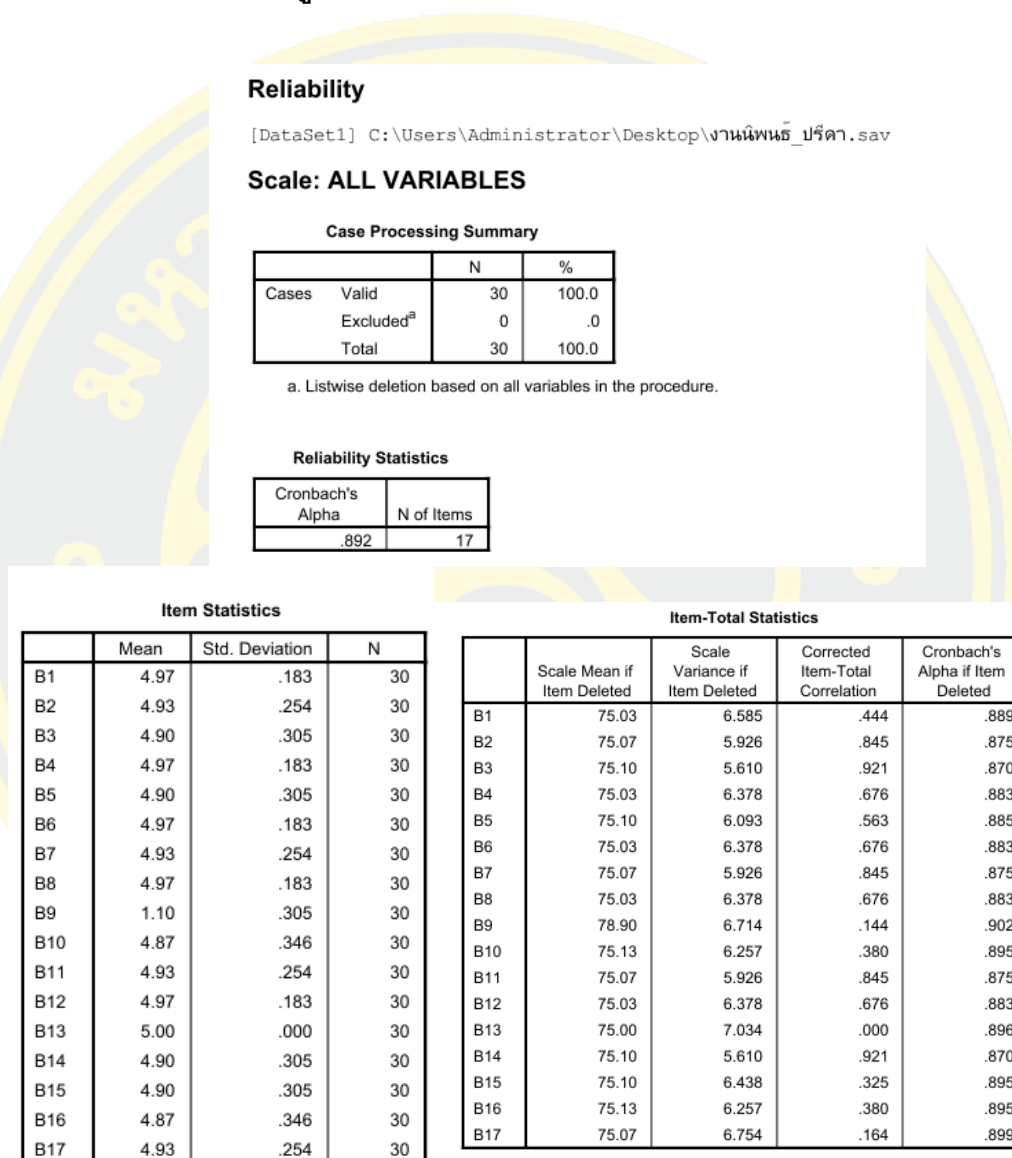 Reliability
[DataSet1] C:\Users\Administrator\Desktop\งานนิพนธ์_ปรีดา.sav
Scale: ALL VARIABLES
Case Processing Summary
N %
Cases Valid 30 100.0
Excludedᵃ 0 .0
Total 30 100.0
a. Listwise deletion based on all variables in the procedure.
Reliability Statistics
Cronbach's
Alpha N of Items
.892 17
Item Statistics
Mean Std. Deviation N
B1 4.97 .183 30
B2 4.93 .254 30
B3 4.90 .305 30
B4 4.97 .183 30
B5 4.90 .305 30
B6 4.97 .183 30
B7 4.93 .254 30
B8 4.97 .183 30
B9 1.10 .305 30
B10 4.87 .346 30
B11 4.93 .254 30
B12 4.97 .183 30
B13 5.00 .000 30
B14 4.90 .305 30
B15 4.90 .305 30
B16 4.87 .346 30
B17 4.93 .254 30
Item-Total Statistics
Scale Corrected Cronbach's
Scale Mean if Variance if Item-Total Alpha if Item
Item Deleted Item Deleted Correlation Deleted
B1 75.03 6.585 .444 .889
B2 75.07 5.926 .845 .875
B3 75.10 5.610 .921 .870
B4 75.03 6.378 .676 .883
B5 75.10 6.093 .563 .885
B6 75.03 6.378 .676 .883
B7 75.07 5.926 .845 .875
B8 75.03 6.378 .676 .883
B9 78.90 6.714 .144 .902
B10 75.13 6.257 .380 .895
B11 75.07 5.926 .845 .875
B12 75.03 6.378 .676 .883
B13 75.00 7.034 .000 .896
B14 75.10 5.610 .921 .870
B15 75.10 6.438 .325 .895
B16 75.13 6.257 .380 .895
B17 75.07 6.754 .164 .899